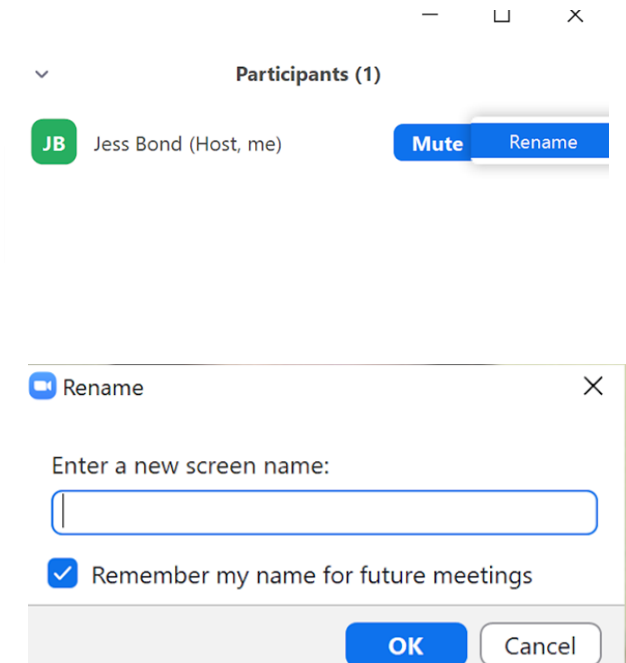 Participants (1)
JB Jess Bond (Host, me) Mute Rename
Rename
Enter a new screen name:
Remember my name for future meetings
OK Cancel